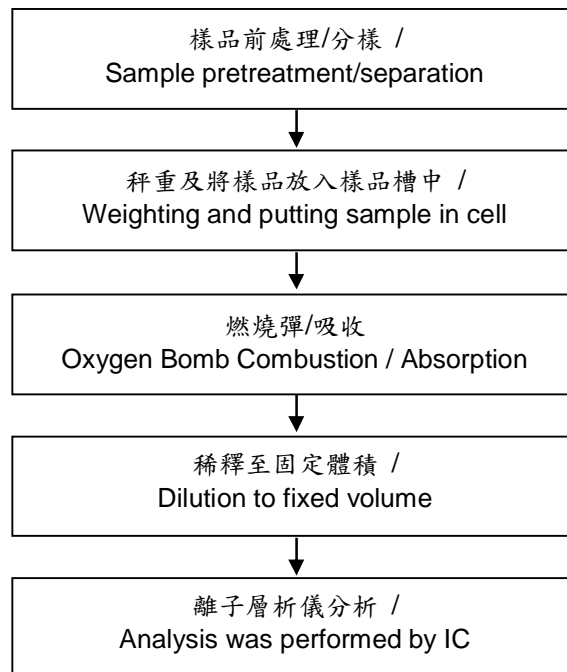 樣品前處理/分樣 /
Sample pretreatment/separation
秤重及將樣品放入樣品槽中 /
Weighting and putting sample in cell
燃燒彈/吸收
Oxygen Bomb Combustion / Absorption
稀釋至固定體積 /
Dilution to fixed volume
離子層析儀分析 /
Analysis was performed by IC